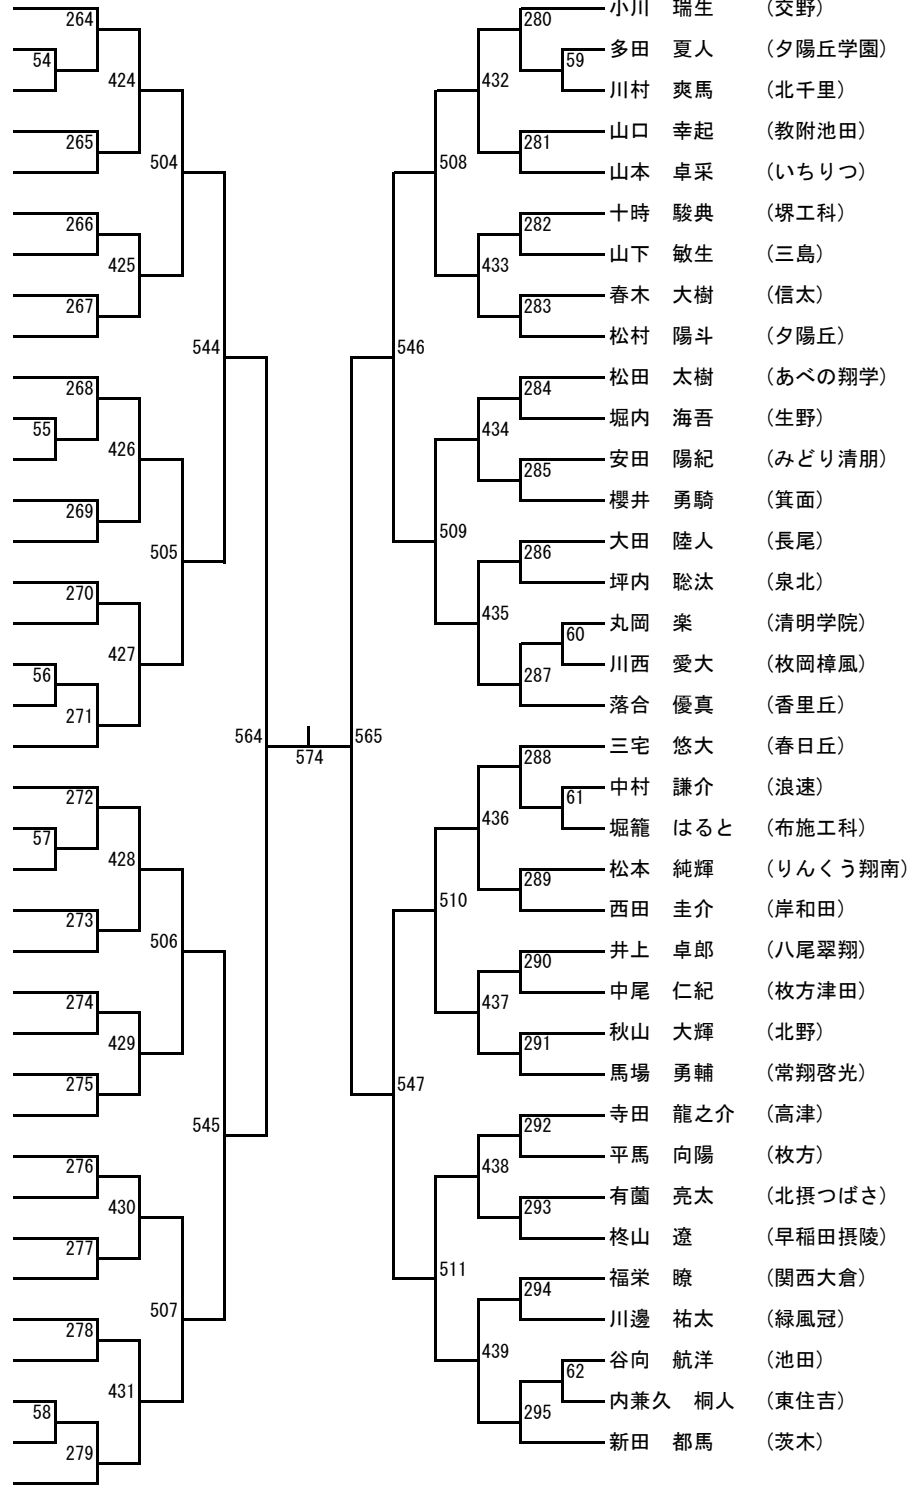 264
54
424
265
504
266
425
267
544
268
55
426
269
505
270
427
56
271
564
272
57
428
273
506
274
429
275
545
276
430
277
507
278
431
58
279
574
565
546
508
432
280
59
281
433
282
283
509
434
284
285
435
286
60
287
547
510
436
288
61
289
437
290
291
511
438
292
293
439
294
62
295
小川 瑞生 (交野)
多田 夏人 (夕陽丘学園)
川村 爽馬 (北千里)
山口 幸起 (教附池田)
山本 卓采 (いちりつ)
十時 駿典 (堺工科)
山下 敏生 (三島)
春木 大樹 (信太)
松村 陽斗 (夕陽丘)
松田 太樹 (あべの翔学)
堀内 海吾 (生野)
安田 陽紀 (みどり清朋)
櫻井 勇騎 (箕面)
大田 陸人 (長尾)
坪内 聡汰 (泉北)
丸岡 楽 (清明学院)
川西 愛大 (枚岡樟風)
落合 優真 (香里丘)
三宅 悠大 (春日丘)
中村 謙介 (浪速)
堀籠 はると (布施工科)
松本 純輝 (りんくう翔南)
西田 圭介 (岸和田)
井上 卓郎 (八尾翠翔)
中尾 仁紀 (枚方津田)
秋山 大輝 (北野)
馬場 勇輔 (常翔啓光)
寺田 龍之介 (高津)
平馬 向陽 (枚方)
有薗 亮太 (北摂つばさ)
柊山 遼 (早稲田摂陵)
福栄 瞭 (関西大倉)
川邊 祐太 (緑風冠)
谷向 航洋 (池田)
内兼久 桐人 (東住吉)
新田 都馬 (茨木)